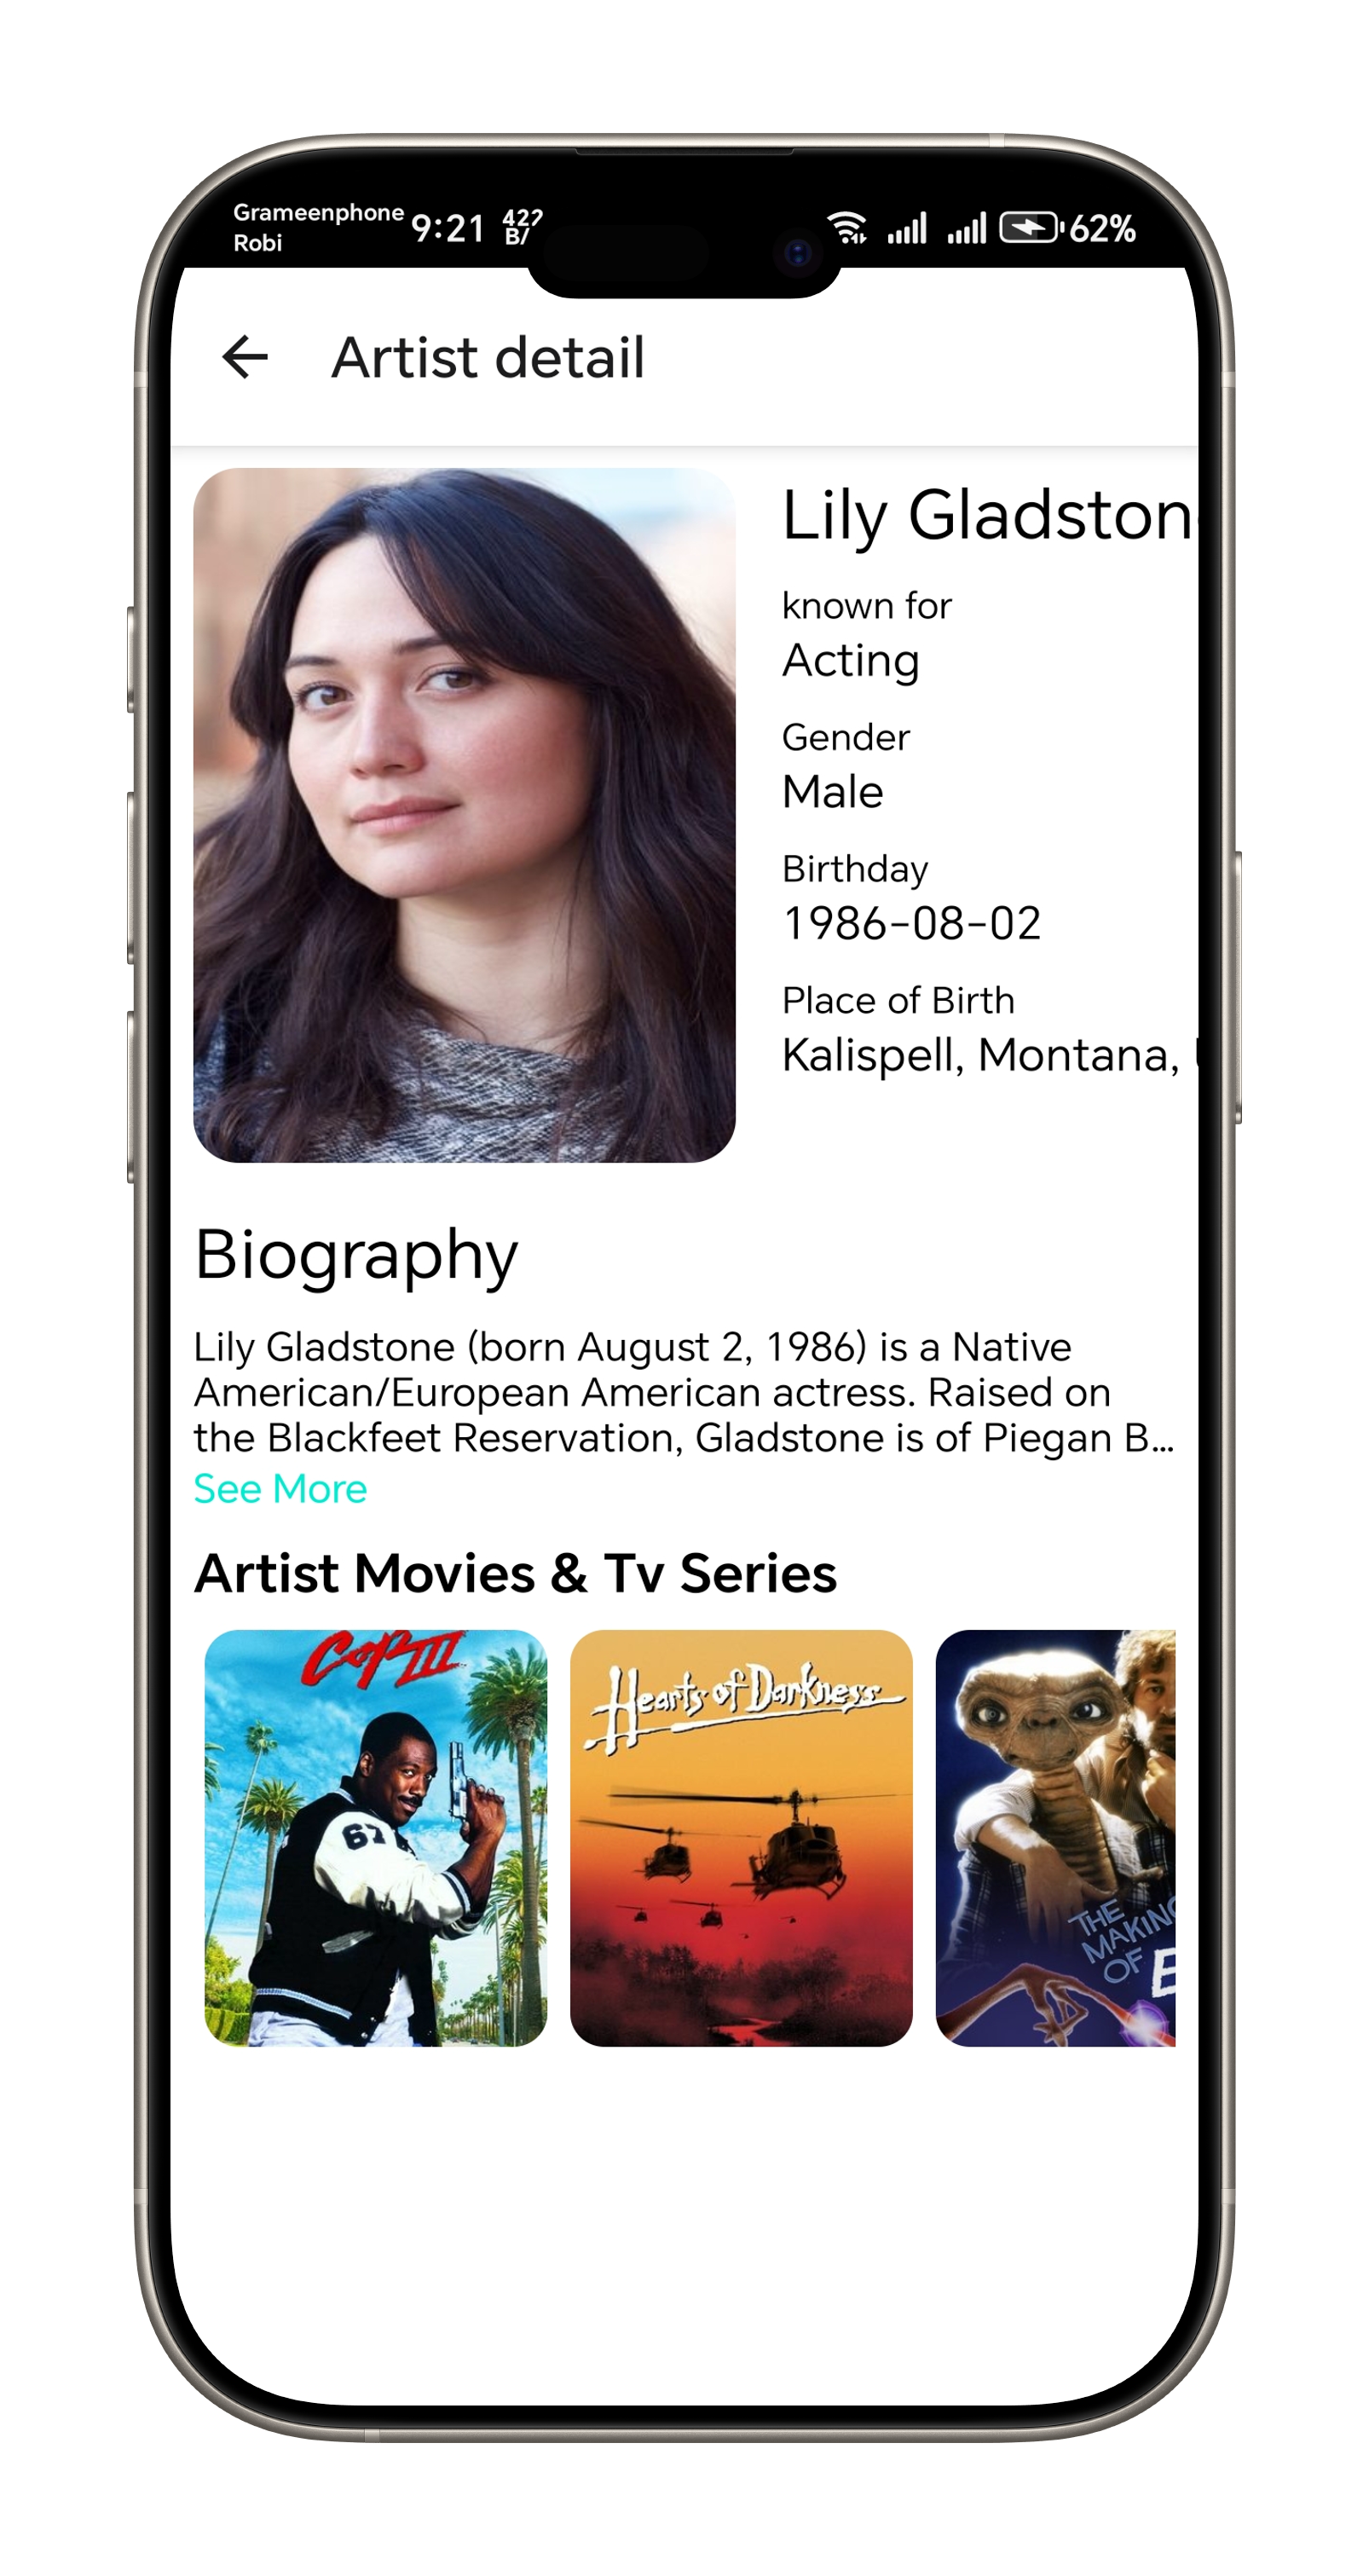 Grameenphone
Robi
9:21
B/
62%
Artist detail
Lily Gladston
known for
Acting
Gender
Male
Birthday
1986-08-02
Place of Birth
Kalispell, Montana,
Biography
Lily Gladstone (born August 2, 1986) is a Native
American/European American actress. Raised on
the Blackfeet Reservation, Gladstone is of Piegan B...
See More
Artist Movies & Tv Series
COP III
67
Hearts of Darkness
THE
MAKING
OF E